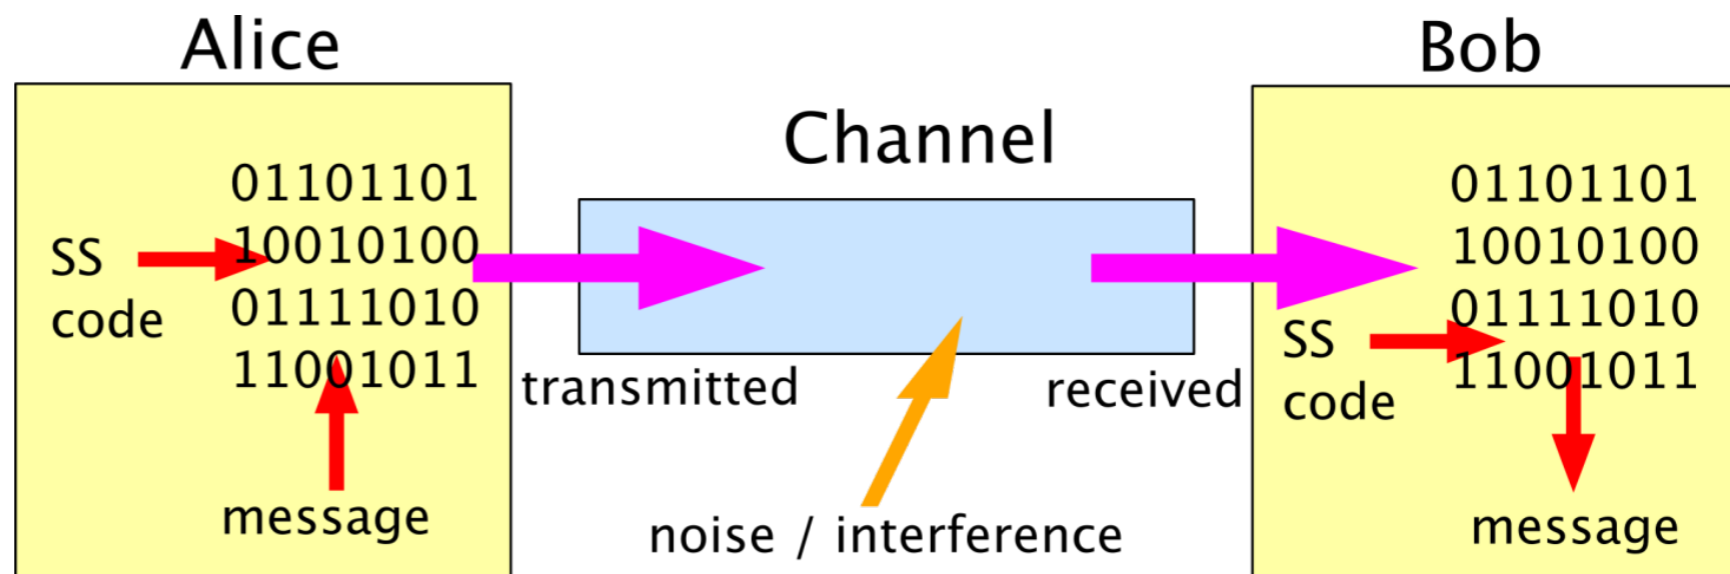 Alice
Bob
Channel
01101101
10010100
01111010
11001011
SS
code
message
transmitted
received
noise / interference
01101101
10010100
01111010
11001011
SS
code
message